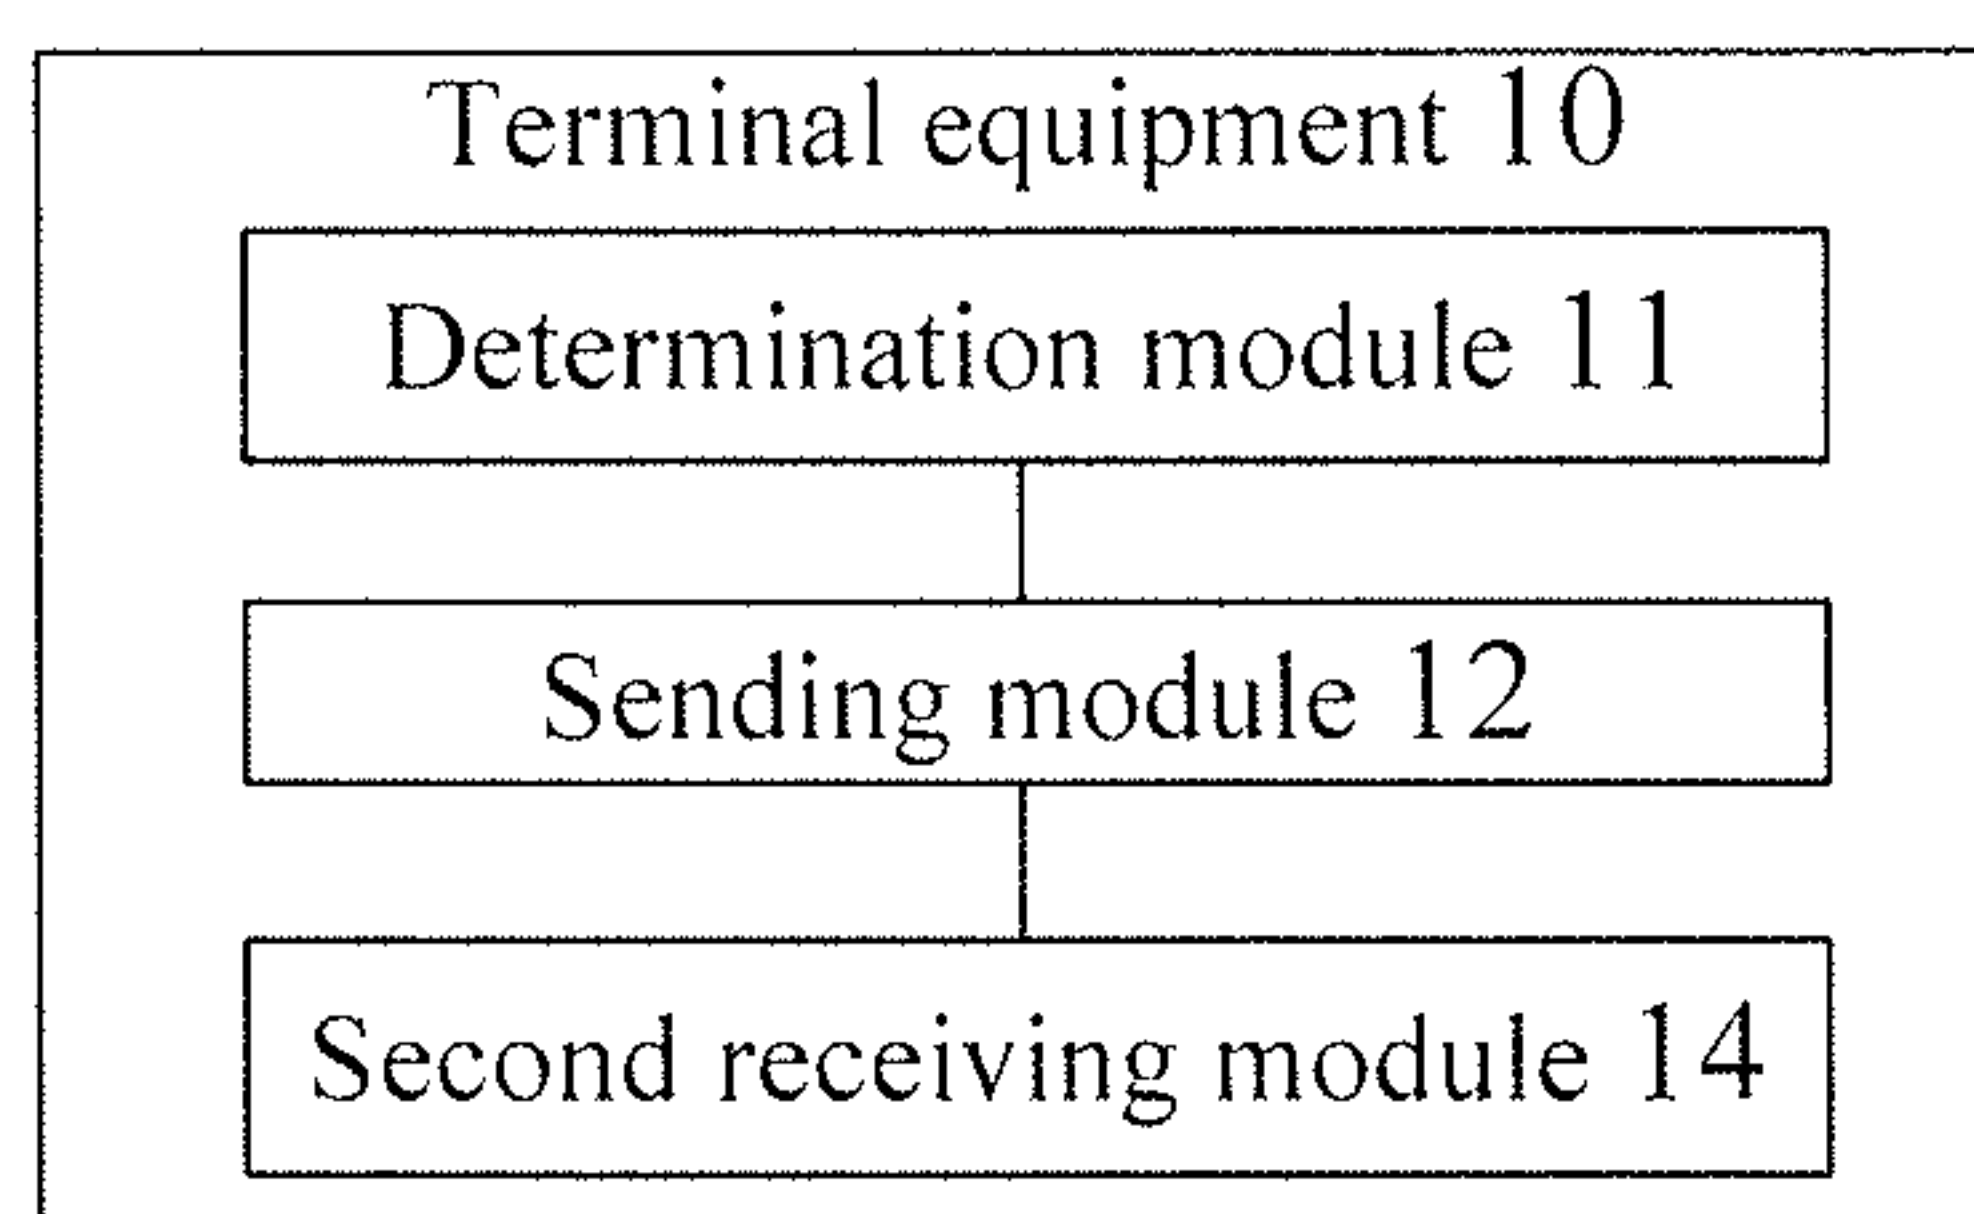 Terminal equipment 10
Determination module 11
Sending module 12
Second receiving module 14